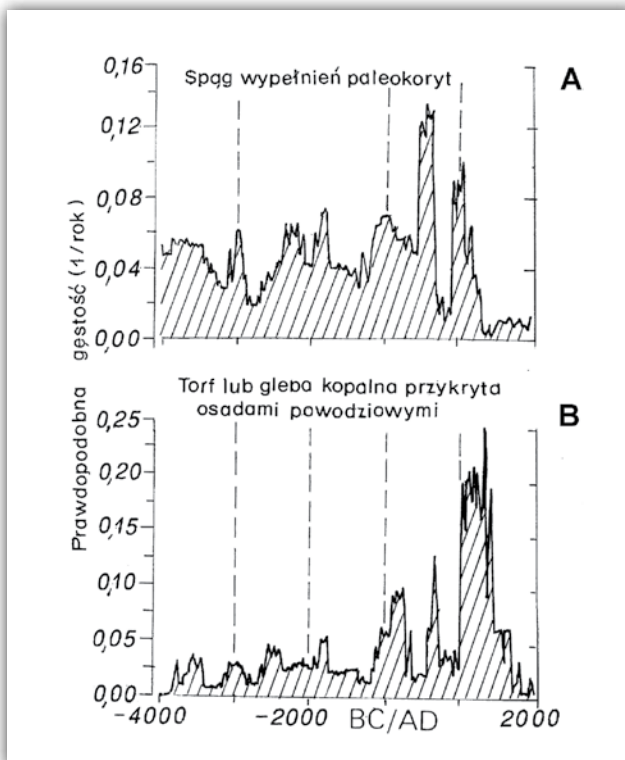 Spąg wypełnień paleokoryt
A
0,16
0,12
0,08
0,04
0,00
Prawdopodobna gęstość (1/rok)
Torf lub gleba kopalna przykryta
osadami powodziowymi
B
0,25
0,20
0,15
0,10
0,05
0,00
-4000 -2000 BC/AD 2000